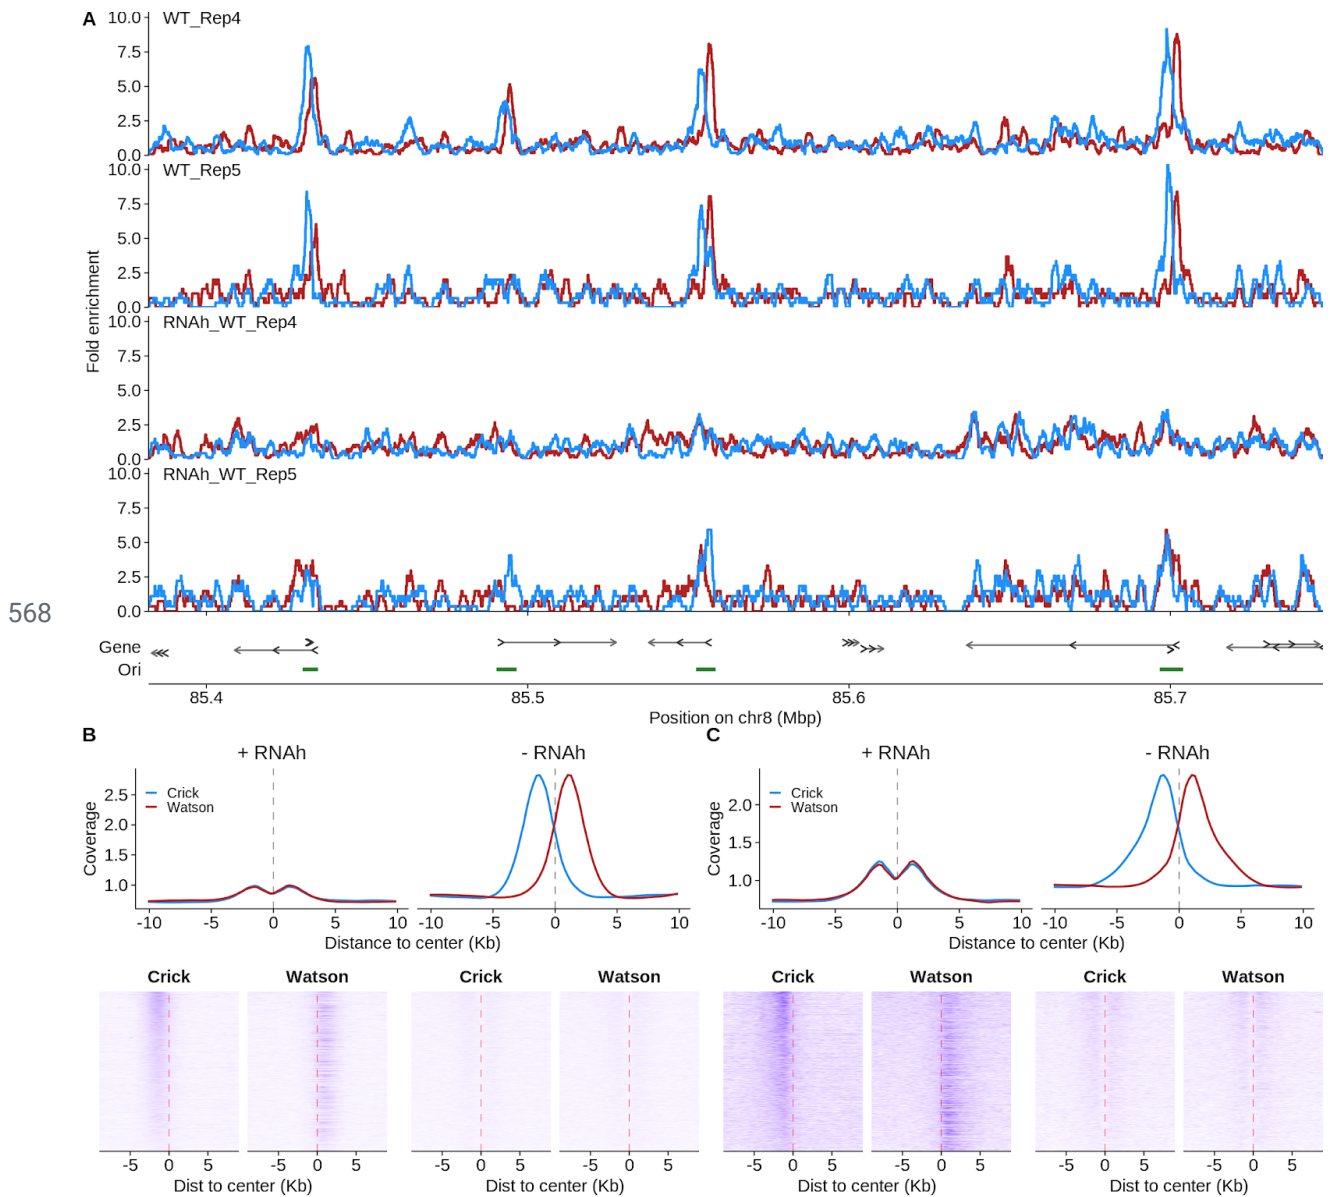 A
10.0
WT_Rep4
7.5
5.0
2.5
0.0
10.0
WT_Rep5
7.5
5.0
2.5
0.0
Fold enrichment
10.0
RNAh_WT_Rep4
7.5
5.0
2.5
0.0
10.0
RNAh_WT_Rep5
7.5
5.0
2.5
0.0
568
Gene
Ori
85.4 85.5 85.6 85.7
Position on chr8 (Mbp)
B
+ RNAh - RNAh
Coverage
2.5
2.0
1.5
1.0
Crick
Watson
-10 -5 0 5 10 -10 -5 0 5 10
Distance to center (Kb)
Crick Watson Crick Watson
-5 0 5 -5 0 5 -5 0 5 -5 0 5
Dist to center (Kb) Dist to center (Kb)
C
+ RNAh - RNAh
Coverage
2.0
1.5
1.0
Crick
Watson
-10 -5 0 5 10 -10 -5 0 5 10
Distance to center (Kb)
Crick Watson Crick Watson
-5 0 5 -5 0 5 -5 0 5 -5 0 5
Dist to center (Kb) Dist to center (Kb)